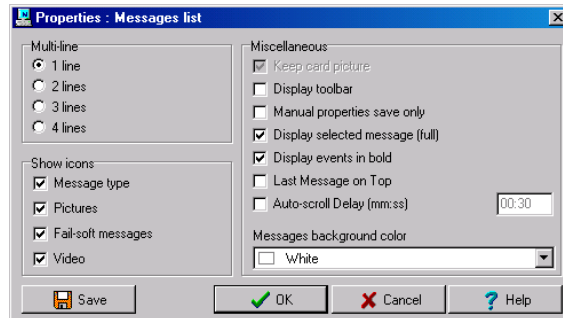 Properties : Messages list
Multi-line
1 line
2 lines
3 lines
4 lines
Show icons
Message type
Pictures
Fail-soft messages
Video
Miscellaneous
Keep card picture
Display toolbar
Manual properties save only
Display selected message (full)
Display events in bold
Last Message on Top
Auto-scroll Delay (mm:ss) 00:30
Messages background color
White
Save OK Cancel Help